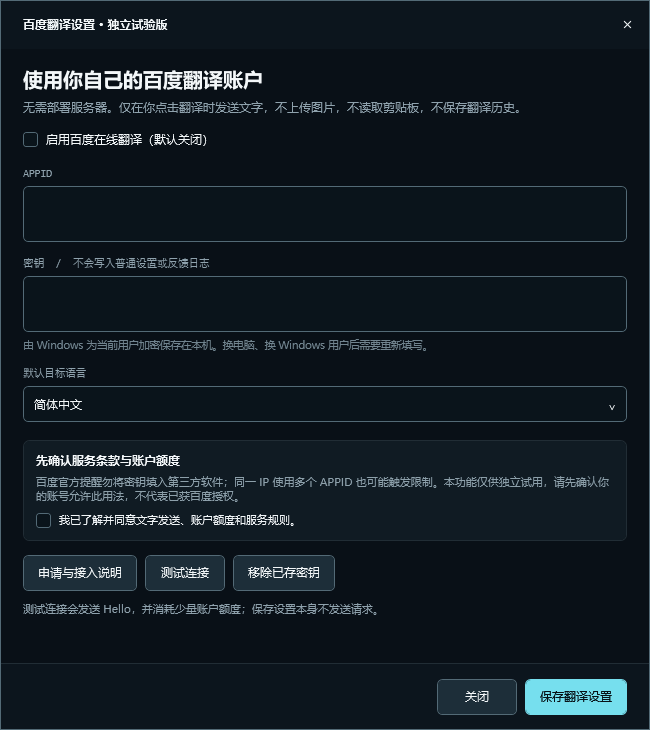 百度翻译设置 • 独立试验版
×
使用你自己的百度翻译账户
无需部署服务器。仅在你点击翻译时发送文字，不上传图片，不读取剪贴板，不保存翻译历史。
启用百度在线翻译（默认关闭）
APPID
密钥 / 不会写入普通设置或反馈日志
由 Windows 为当前用户加密保存在本机。换电脑、换 Windows 用户后需要重新填写。
默认目标语言
简体中文
v
先确认服务条款与账户额度
百度官方提醒勿将密钥填入第三方软件；同一 IP 使用多个 APPID 也可能触发限制。本功能仅供独立试用，请先确认你
的账号允许此用法，不代表已获百度授权。
我已了解并同意文字发送、账户额度和服务规则。
申请与接入说明 测试连接 移除已存密钥
测试连接会发送 Hello，并消耗少量账户额度；保存设置本身不发送请求。
关闭 保存翻译设置